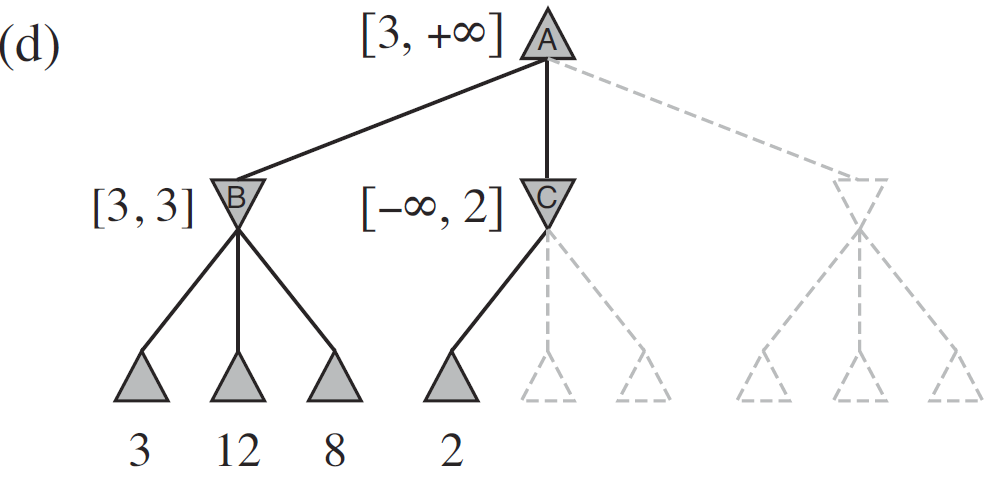 (d)
[3, +∞] A
[3, 3] B [−∞, 2] C
3 12 8 2